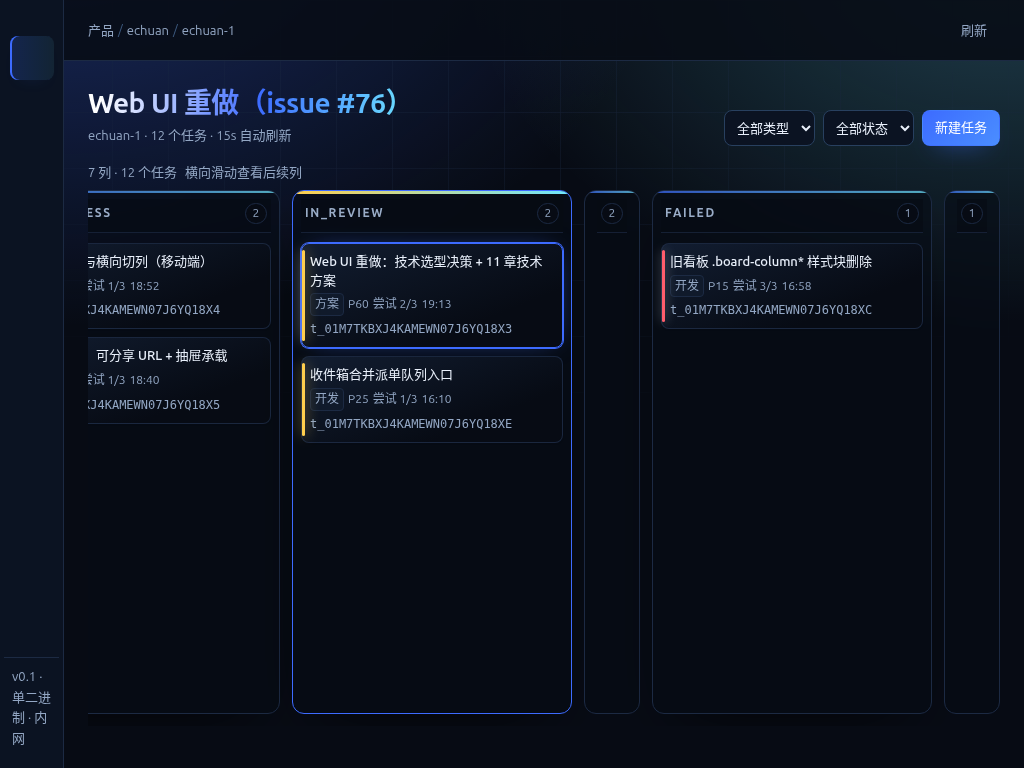 产品 / echuan / echuan-1
刷新
Web UI 重做（issue #76）
echuan-1 · 12 个任务 · 15s 自动刷新
全部类型
全部状态
新建任务
7 列 · 12 个任务 横向滑动查看后续列
ESS
2
与横向切列（移动端）
尝试 1/3 18:52
XJ4KAMEWN07J6YQ18X4
可分享 URL + 抽屉承载
尝试 1/3 18:40
XJ4KAMEWN07J6YQ18X5
IN_REVIEW
2
Web UI 重做：技术选型决策 + 11 章技术
方案
方案 P60 尝试 2/3 19:13
t_01M7TKBXJ4KAMEWN07J6YQ18X3
收件箱合并派单队列入口
开发 P25 尝试 1/3 16:10
t_01M7TKBXJ4KAMEWN07J6YQ18XE
2
FAILED
1
旧看板 .board-column* 样式块删除
开发 P15 尝试 3/3 16:58
t_01M7TKBXJ4KAMEWN07J6YQ18XC
1
v0.1 ·
单二进
制 · 内
网